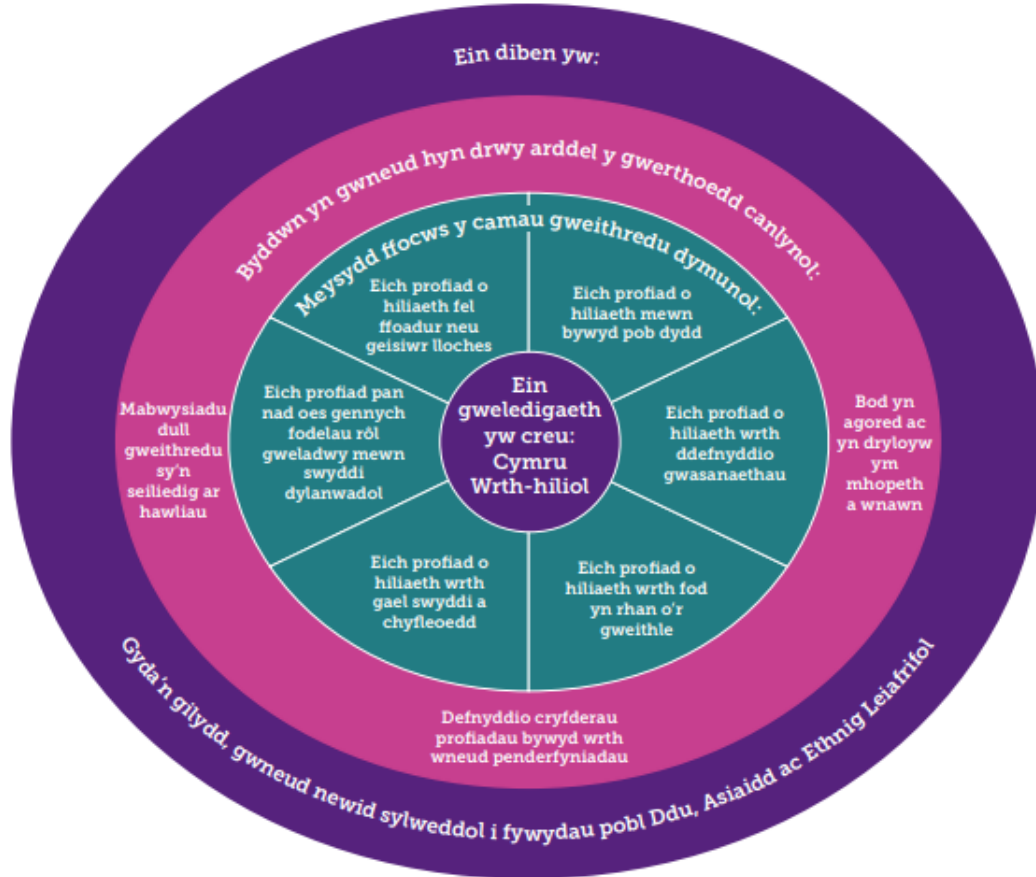 Ein diben yw:
Byddwn yn gwneud hyn drwy arddel y gwerthoedd canlynol:
Meysydd ffocws y camau gweithredu dymunol:
Eich profiad o
hiliaeth fel
ffoadur neu
geisiwr lloches
Eich profiad o
hiliaeth mewn
bywyd pob dydd
Eich profiad pan
nad oes gennych
fodelau rôl
gweladwy mewn
swyddi
dylanwadol
Ein
gweledigaeth
yw creu:
Cymru
Wrth-hiliol
Eich profiad o
hiliaeth wrth
ddefnyddio
gwasanaethau
Mabwysiadu
dull
gweithredu
sy'n
seiliedig ar
hawliau
Bod yn
agored ac
yn dryloyw
ym
mhopeth
a wnawn
Eich profiad o
hiliaeth wrth
gael swyddi a
chyfleoedd
Eich profiad o
hiliaeth wrth fod
yn rhan o'r
gweithle
Defnyddio cryfderau
profiadau bywyd wrth
wneud penderfyniadau
Gyda'n gilydd, gwneud newid sylweddol i fywydau pobl Ddu, Asiaidd ac Ethnig Leiafrifol